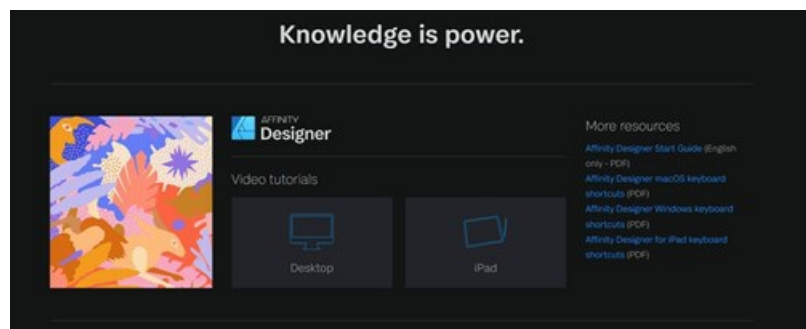 Knowledge is power.
AFFINITY
Designer
Video tutorials
Desktop
iPad
More resources
Affinity Designer Start Guide (English
only - PDF)
Affinity Designer macOS keyboard
shortcuts (PDF)
Affinity Designer Windows keyboard
shortcuts (PDF)
Affinity Designer for iPad keyboard
shortcuts (PDF)